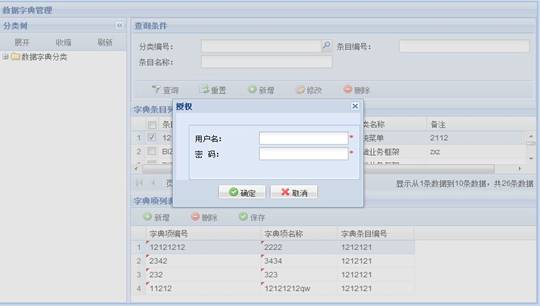 数据字典管理
分类树
展开 收缩 刷新
数据字典分类
查询条件
分类编号: 条目编号:
条目名称:
查询 重置 新增 修改 删除
字典条目列
条 类名称 备注
1 12 菜单 2112
BIZ 业务框架 zxz
授权
用户名: *
密 码: *
确定 取消
显示从1条数据到10条数据，共26条数据
字典项列表
新增 删除 保存
字典项编号 字典项名称 字典条目编号
1 12121212 2222 1212121
2 2342 3434 1212121
3 232 323 1212121
4 11212 12121212qw 1212121